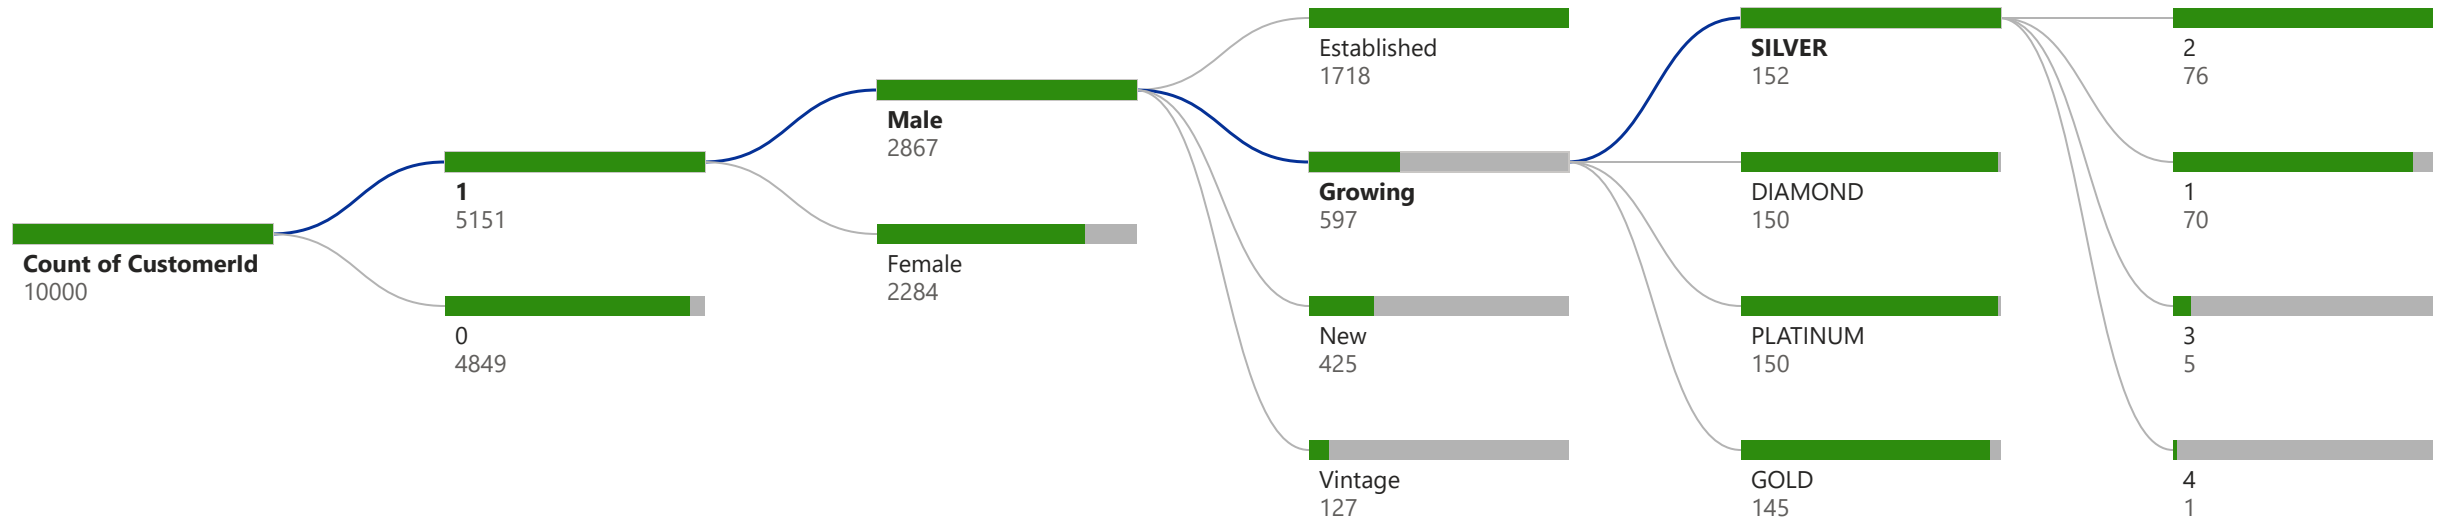 Count of CustomerId
10000
1
5151
0
4849
Male
2867
Female
2284
Established
1718
Growing
597
New
425
Vintage
127
SILVER
152
DIAMOND
150
PLATINUM
150
GOLD
145
2
76
1
70
3
5
4
1